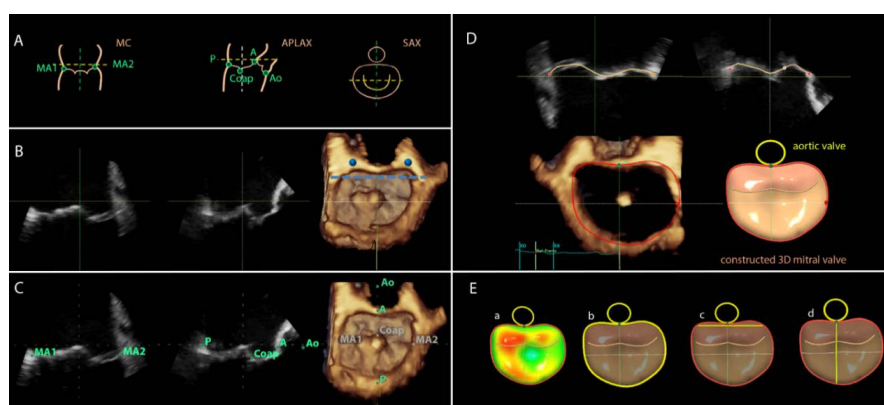 A
MC
APLAX
SAX
MA1
MA2
P
A
Coap
Ao
B
C
MA1
MA2
P
A
Ao
Coap
Ao
A
Coap
MA1
MA2
P
D
aortic valve
constructed 3D mitral valve
E
a
b
c
d